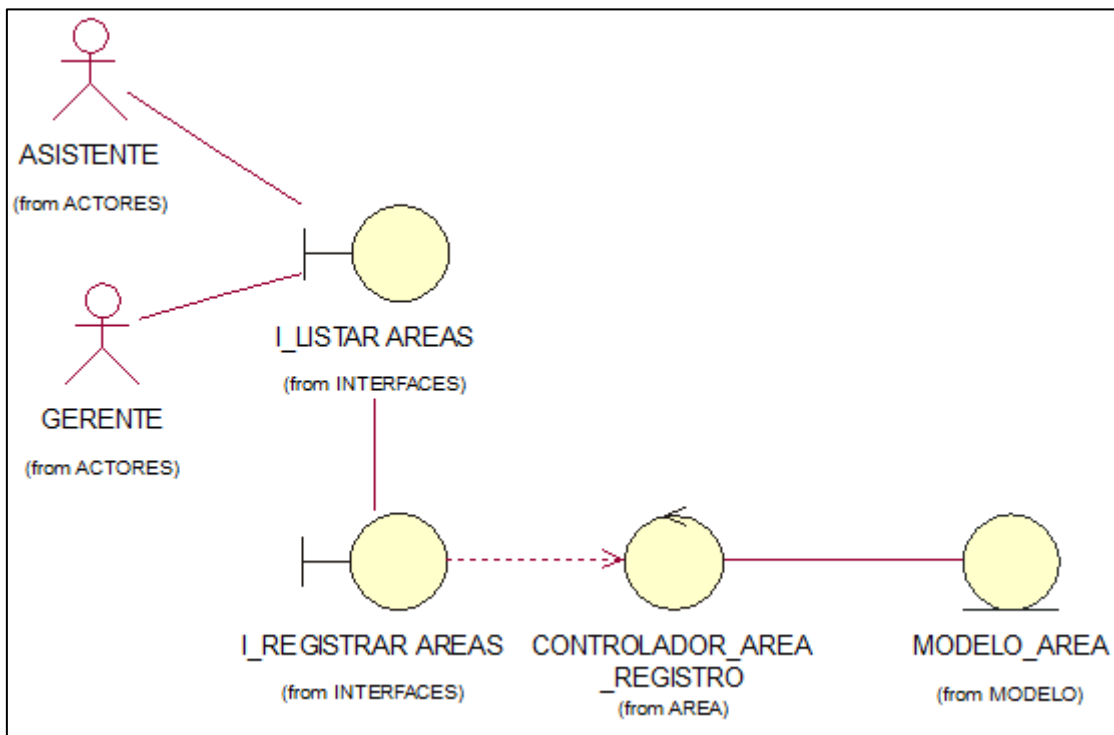 ASISTENTE
(from ACTORES)
I_LISTAR AREAS
(from INTERFACES)
GERENTE
(from ACTORES)
I_REGISTRAR AREAS
(from INTERFACES)
CONTROLADOR_AREA
_REGISTRO
(from AREA)
MODELO_AREA
(from MODELO)